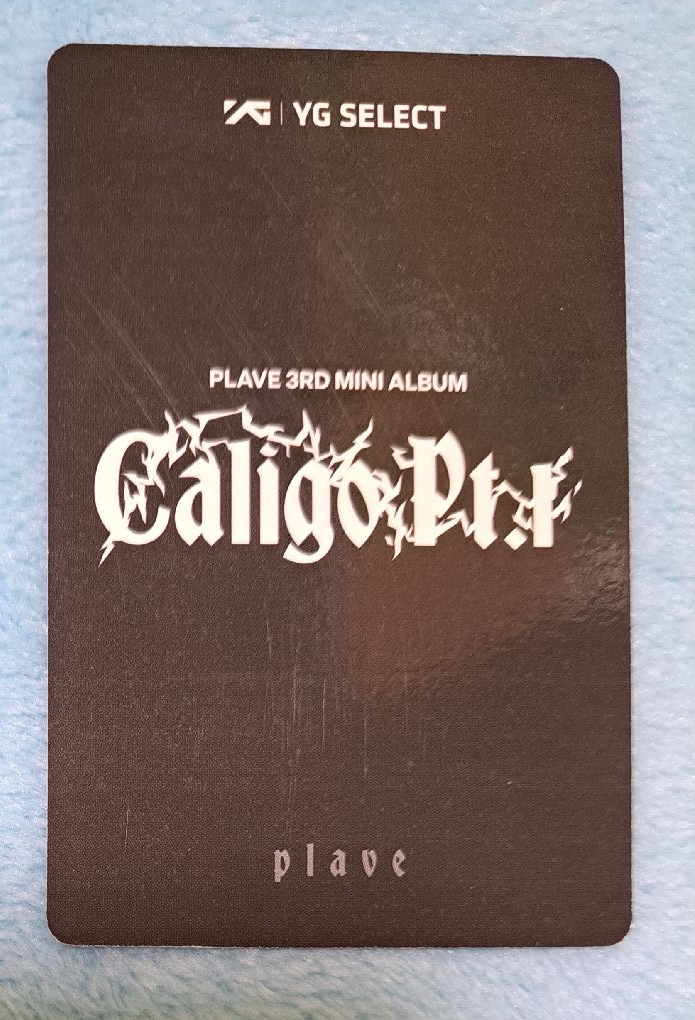 YG | YG SELECT
PLAVE 3RD MINI ALBUM
Caligo Pt.1
plave